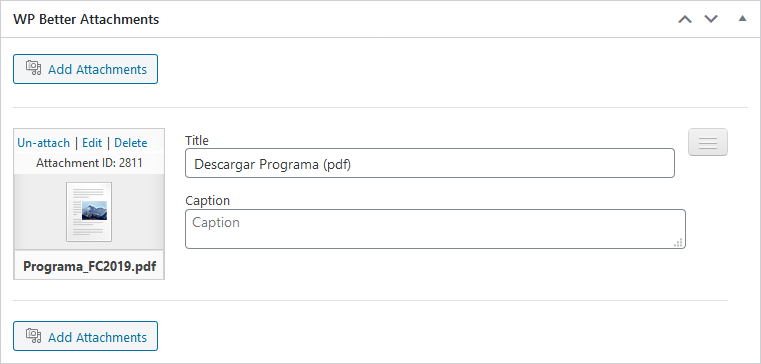 WP Better Attachments
Add Attachments
Un-attach | Edit | Delete
Attachment ID: 2811
Programa_FC2019.pdf
Title
Descargar Programa (pdf)
Caption
Caption
Add Attachments